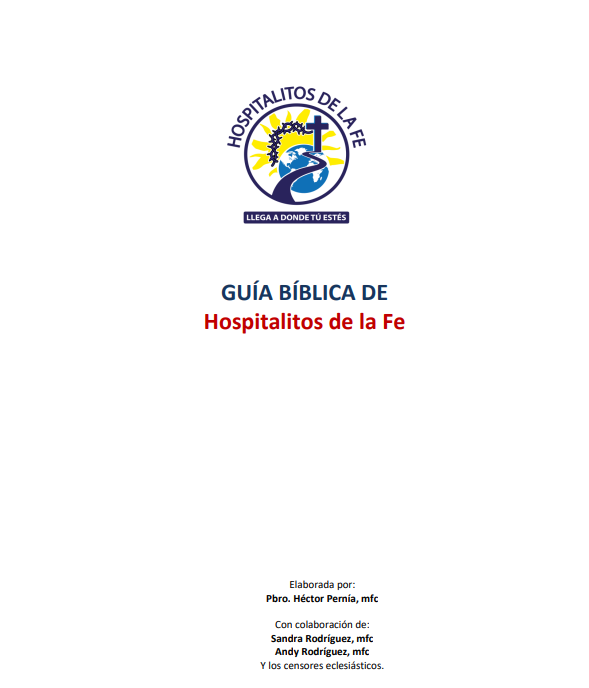 HOSPITALITOS DE LA FE
LLEGA A DONDE TÚ ESTÉS
GUÍA BÍBLICA DE
Hospitalitos de la Fe
Elaborada por:
Pbro. Héctor Pernía, mfc
Con colaboración de:
Sandra Rodríguez, mfc
Andy Rodríguez, mfc
Y los censores eclesiásticos.